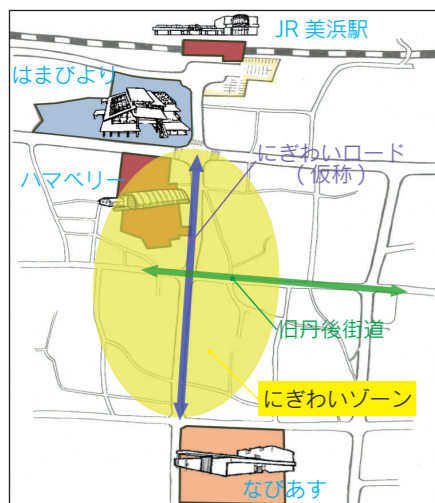 JR 美浜駅
はまびより
にぎわいロード
( 仮称 )
ハマベリー
旧丹後街道
にぎわいゾーン
なびあす